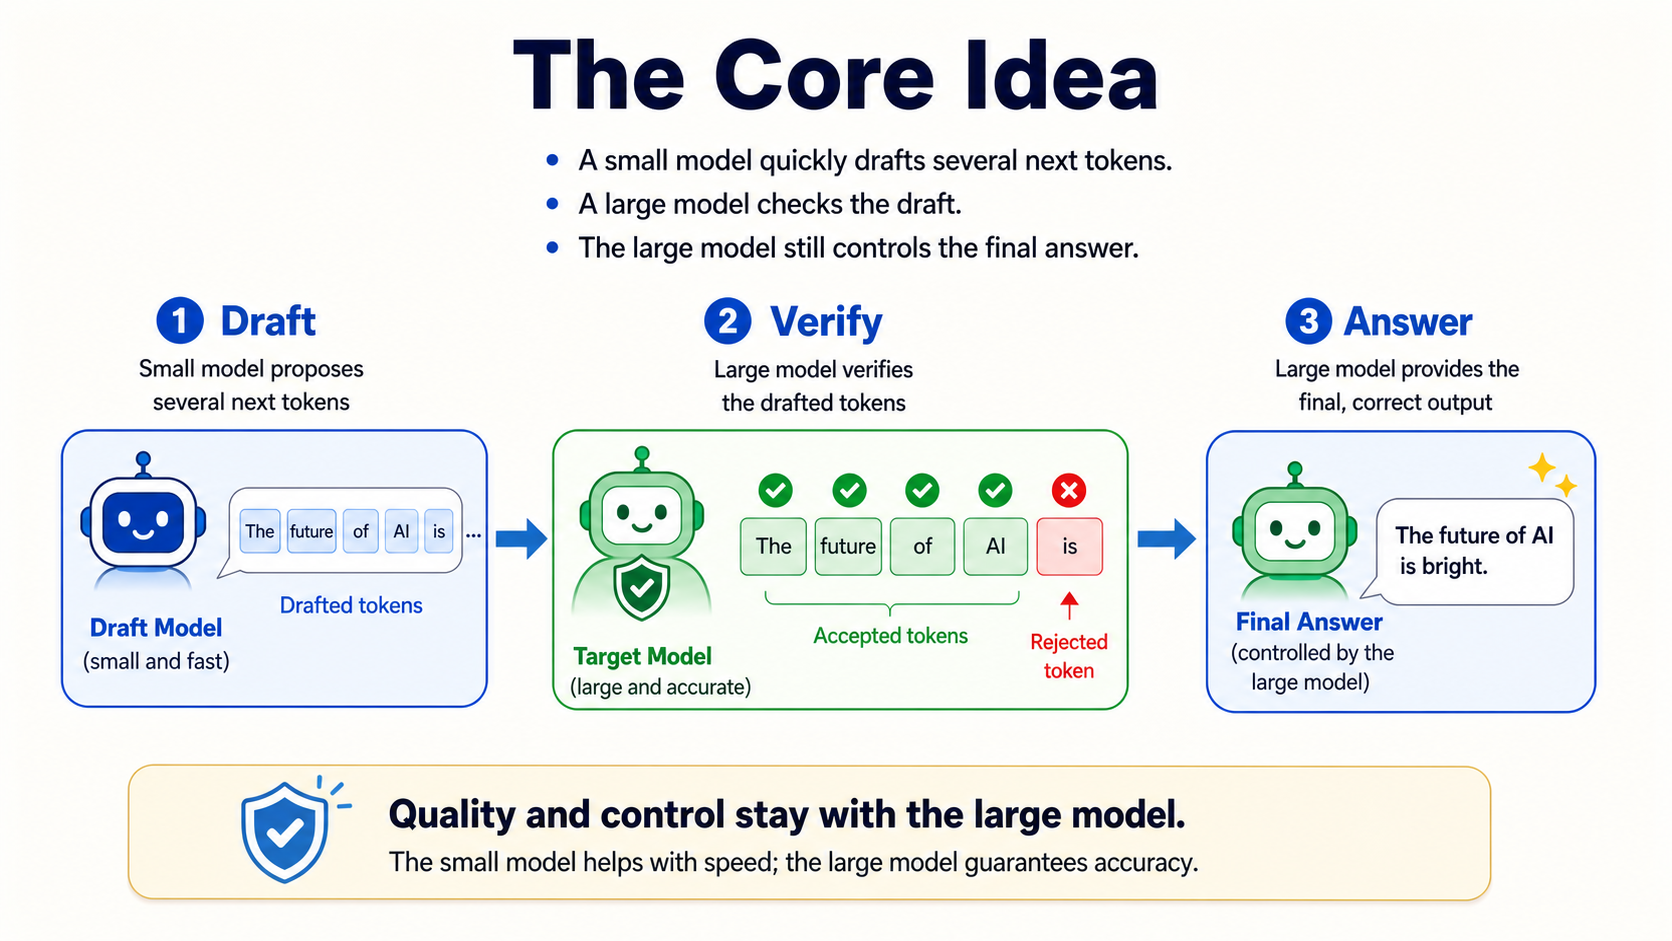 The Core Idea
• A small model quickly drafts several next tokens.
• A large model checks the draft.
• The large model still controls the final answer.
1 Draft
Small model proposes
several next tokens
The future of AI is ...
Drafted tokens
Draft Model
(small and fast)
2 Verify
Large model verifies
the drafted tokens
The future of AI is
Accepted tokens
Rejected
token
Target Model
(large and accurate)
3 Answer
Large model provides the
final, correct output
The future of AI
is bright.
Final Answer
(controlled by the
large model)
Quality and control stay with the large model.
The small model helps with speed; the large model guarantees accuracy.